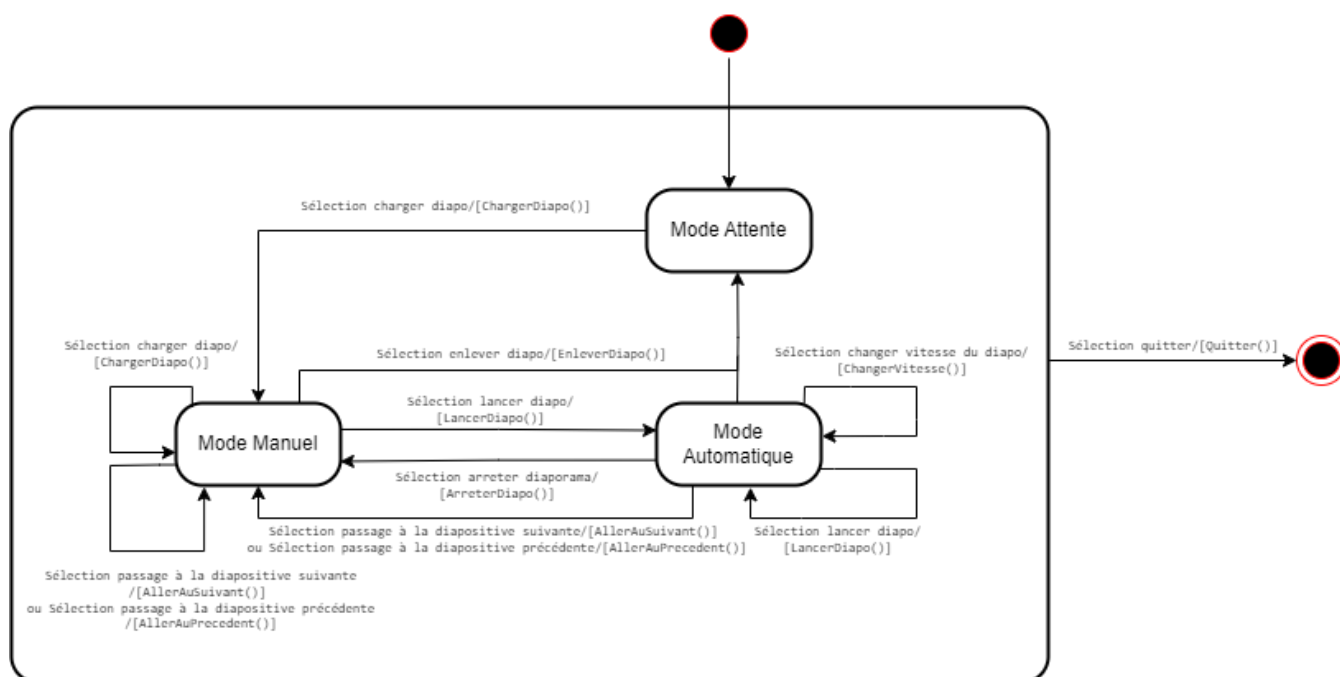 Sélection charger diapo/[ChargerDiapo()]
Mode Attente
Sélection charger diapo/
[ChargerDiapo()]
Sélection enlever diapo/[EnleverDiapo()]
Sélection changer vitesse du diapo/
[ChangerVitesse()]
Sélection quitter/[Quitter()]
Sélection lancer diapo/
[LancerDiapo()]
Mode Manuel
Mode
Automatique
Sélection arreter diaporama/
[ArreterDiapo()]
Sélection passage à la diapositive suivante/[AllerAuSuivant()]
ou Sélection passage à la diapositive précédente/[AllerAuPrecedent()]
Sélection lancer diapo/
[LancerDiapo()]
Sélection passage à la diapositive suivante
/[AllerAuSuivant()]
ou Sélection passage à la diapositive précédente
/[AllerAuPrecedent()]